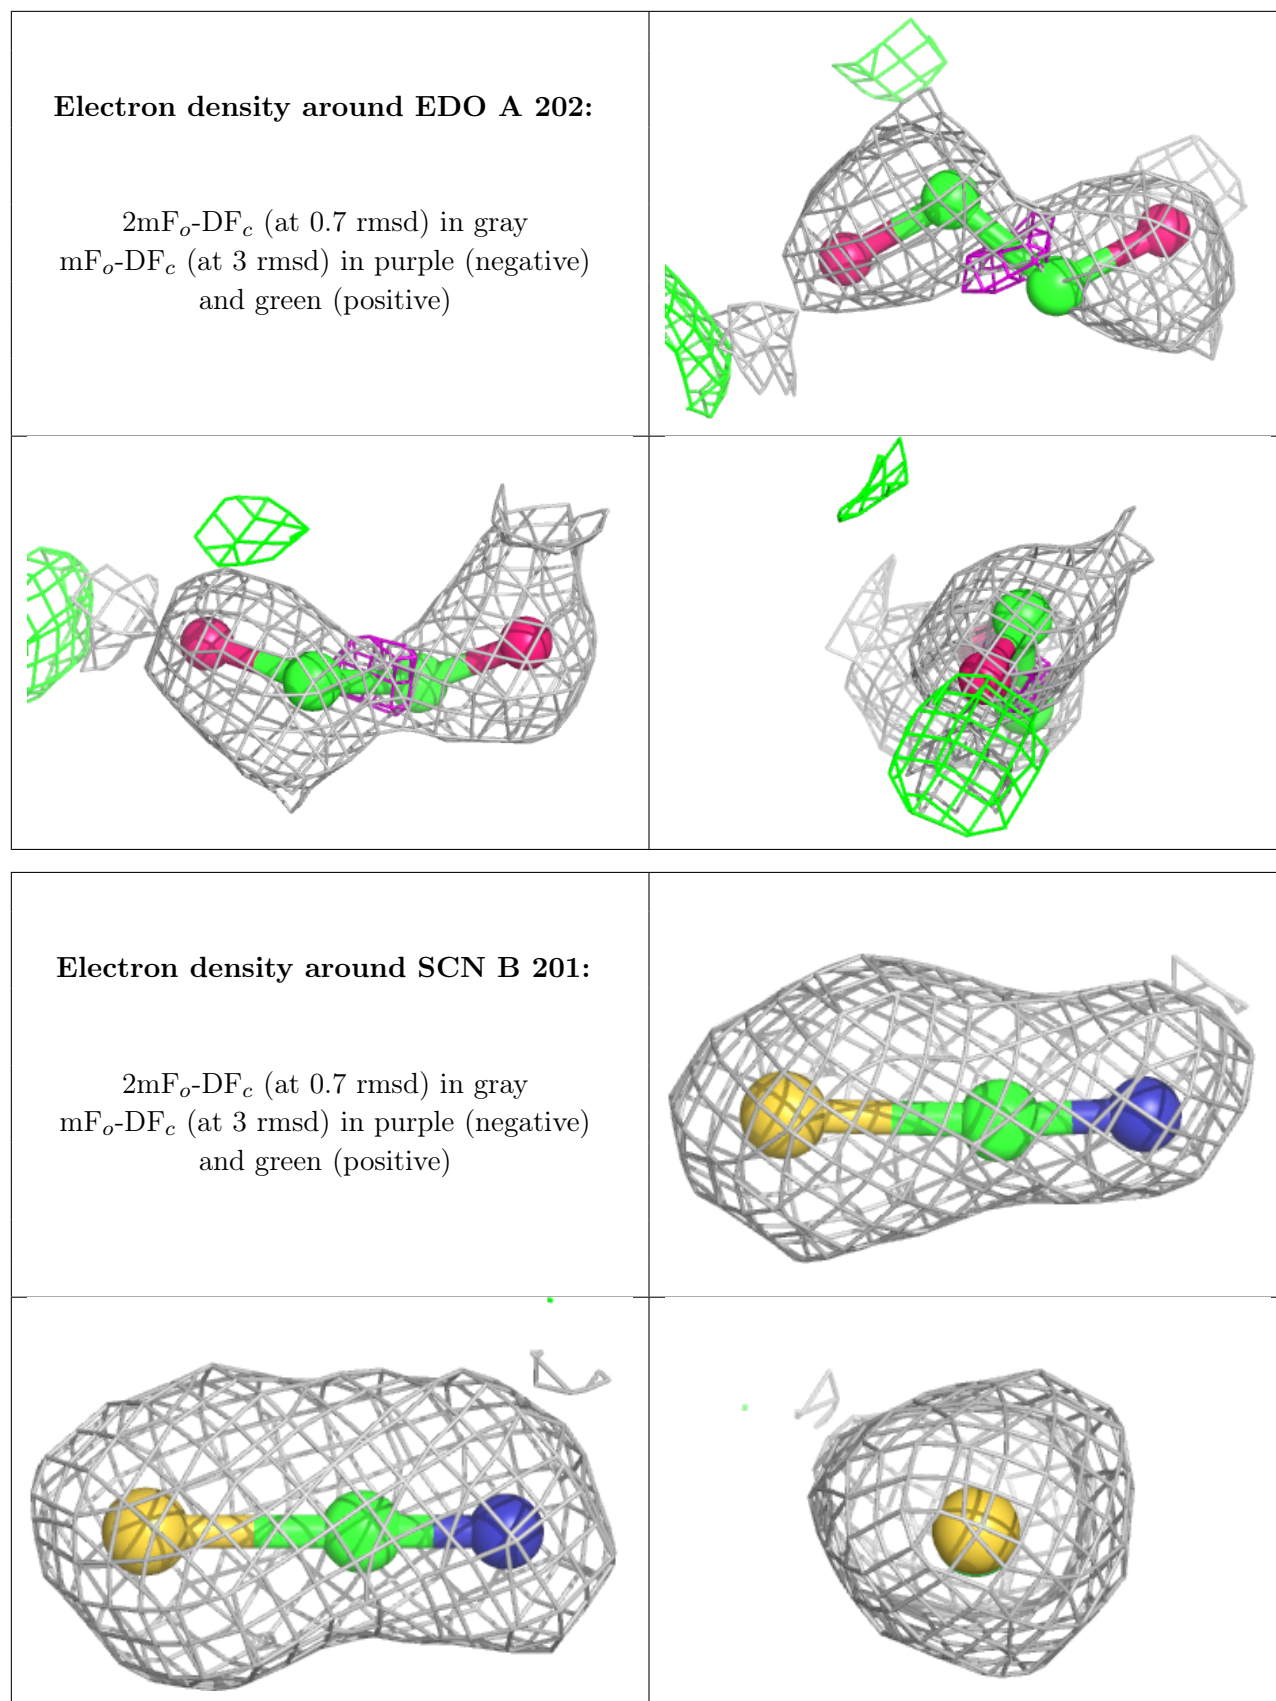 Electron density around EDO A 202:
2mFo-DFc (at 0.7 rmsd) in gray
mFo-DFc (at 3 rmsd) in purple (negative)
and green (positive)
Electron density around SCN B 201:
2mFo-DFc (at 0.7 rmsd) in gray
mFo-DFc (at 3 rmsd) in purple (negative)
and green (positive)